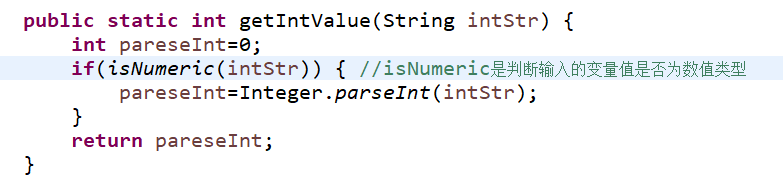 public static int getIntValue(String intStr) {
    int pareseInt=0;
    if(isNumeric(intStr)) { //isNumeric是判断输入的变量值是否为数值类型
        pareseInt=Integer.parseInt(intStr);
    }
    return pareseInt;
}